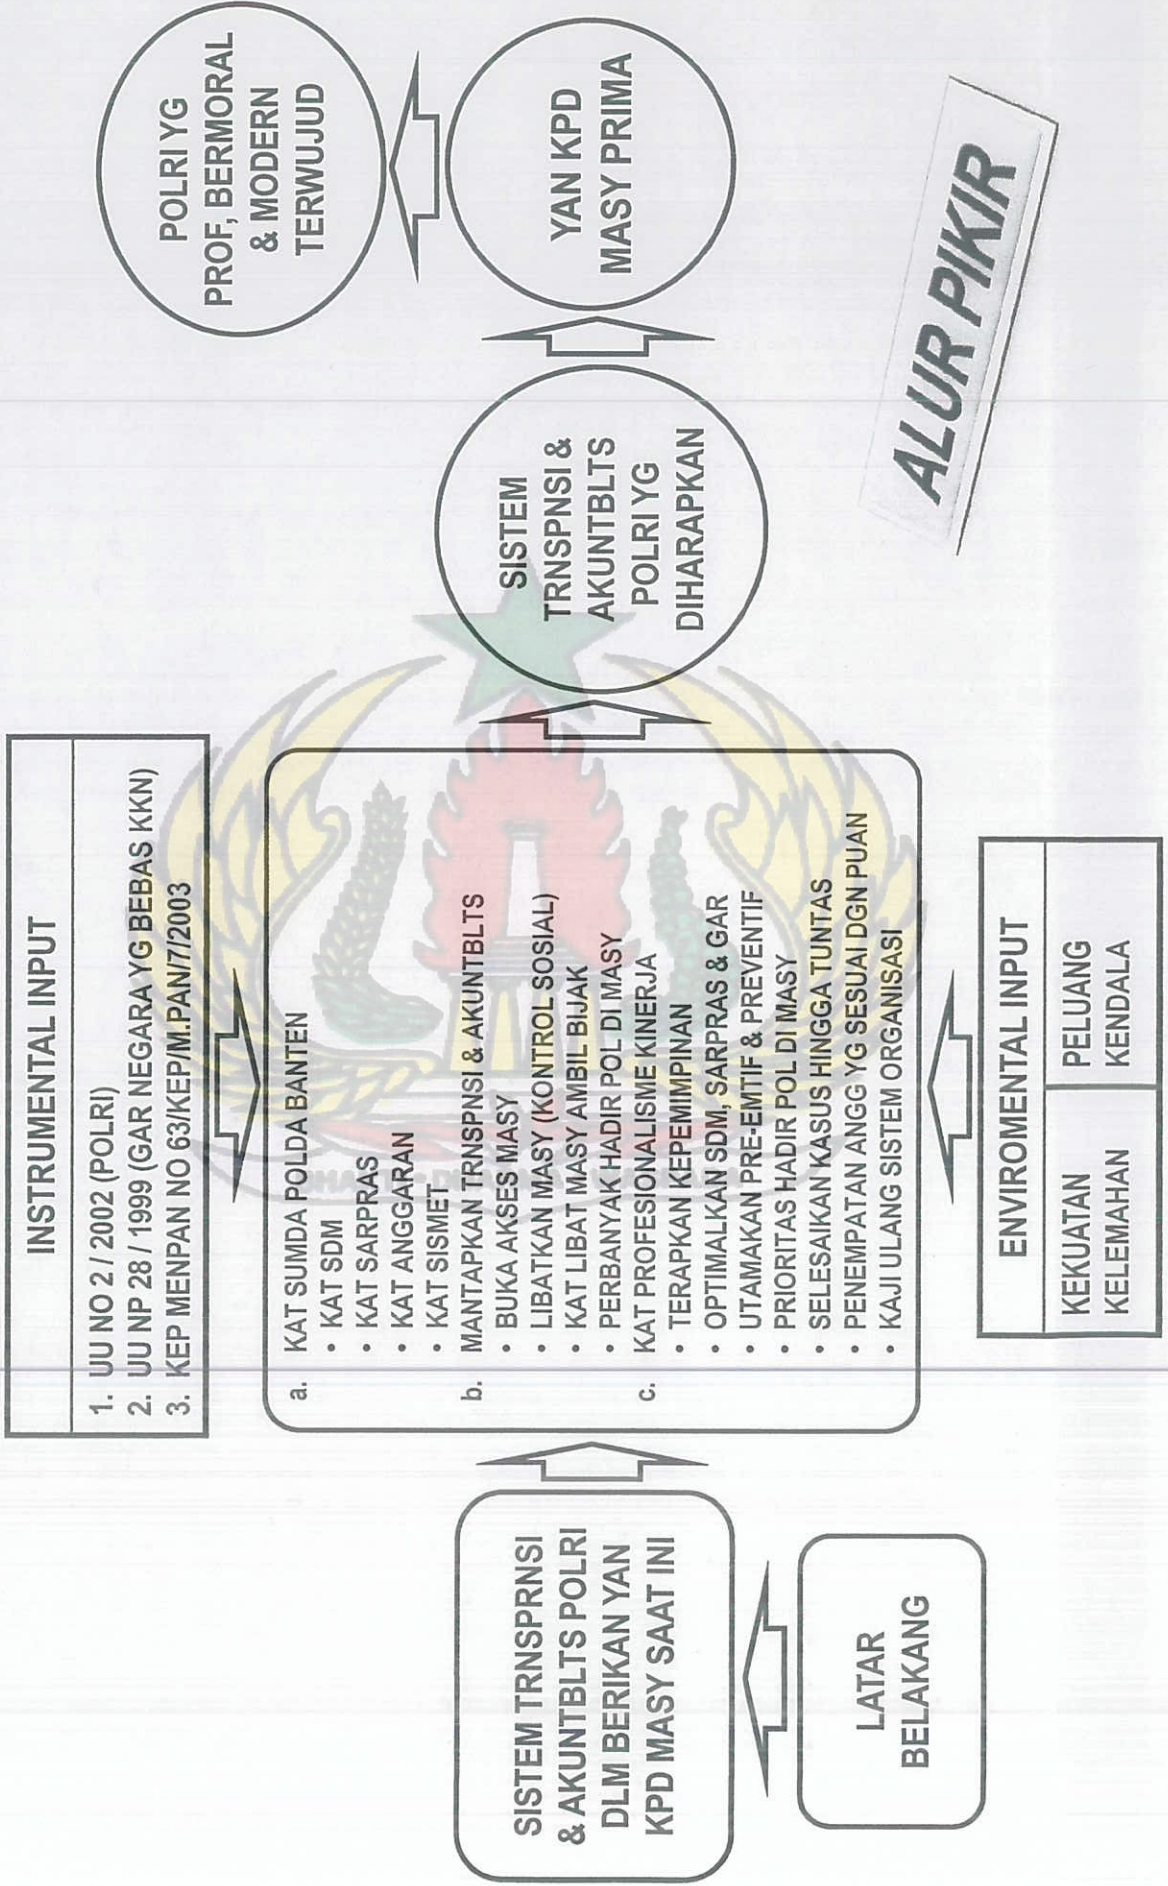 INSTRUMENTAL INPUT
1. UU NO 2 / 2002 (POLRI)
2. UU NP 28 / 1999 (GAR NEGARA YG BEBAS KKN)
3. KEP MENPAN NO 63/KEP/M.PAN/7/2003
SISTEM TRNSPRNSI
& AKUNTBLTS POLRI
DLM BERIKAN YAN
KPD MASY SAAT INI
LATAR
BELAKANG
a. KAT SUMDA POLDA BANTEN
• KAT SDM
• KAT SARPRAS
• KAT ANGGARAN
• KAT SISMET
b. MANTAPKAN TRNSPNSI & AKUNTBLTS
• BUKA AKSES MASY
• LIBATKAN MASY (KONTROL SOSIAL)
• KAT LIBAT MASY AMBIL BIJAK
• PERBANYAK HADIR POL DI MASY
c. KAT PROFESIONALISME KINERJA
• TERAPKAN KEPEMIMPINAN
• OPTIMALKAN SDM, SARPRAS & GAR
• UTAMAKAN PRE-EMITIF & PREVENTIF
• PRIORITAS HADIR POL DI MASY
• SELESAIKAN KASUS HINGGA TUNTAS
• PENEMPATAN ANGG YG SESUAI DGN PUAN
• KAJI ULANG SISTEM ORGANISASI
ENVIROMENTAL INPUT
KEKUATAN
KELEMAHAN
PELUANG
KENDALA
SISTEM
TRNSPNSI &
AKUNTBLTS
POLRI YG
DIHARAPKAN
YAN KPD
MASY PRIMA
POLRI YG
PROF, BERMORAL
& MODERN
TERWUJUD
ALUR PIKIR